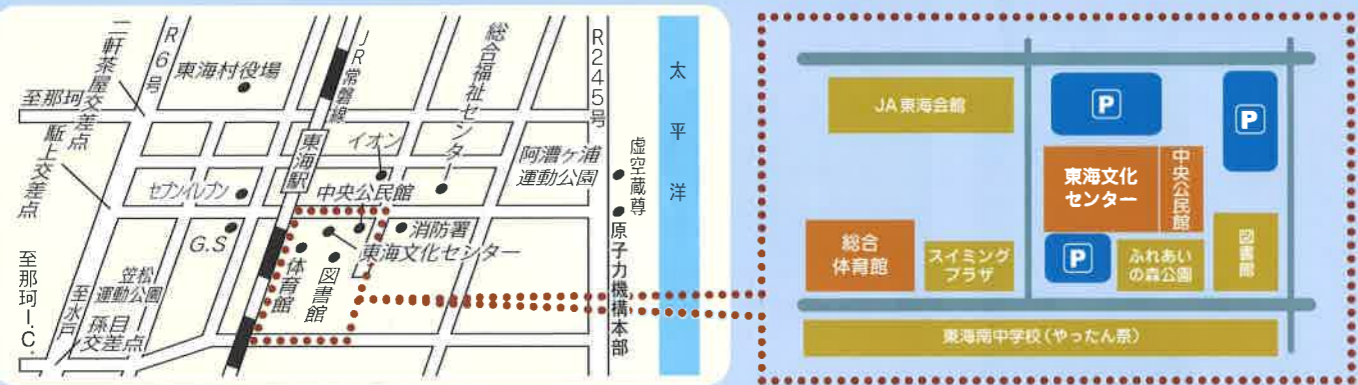 二軒茶屋交差点
R6号
東海村役場
JR常磐線
総合福祉センター
R245号
太平洋
至那珂
駈上交差点
東海駅
イオン
阿漕ヶ浦
運動公園
虚空蔵尊
セブンイレブン
中央公民館
G.S
消防署
東海文化センター
体育館
図書館
原子力機構本部
至那珂I.C.
笠松
運動公園
至水戸
孫目
交差点
JA東海会館
P
P
東海文化
センター
中央公民館
総合
体育館
スイミング
プラザ
P
ふれあい
の森公園
図書館
東海南中学校(やったん祭)